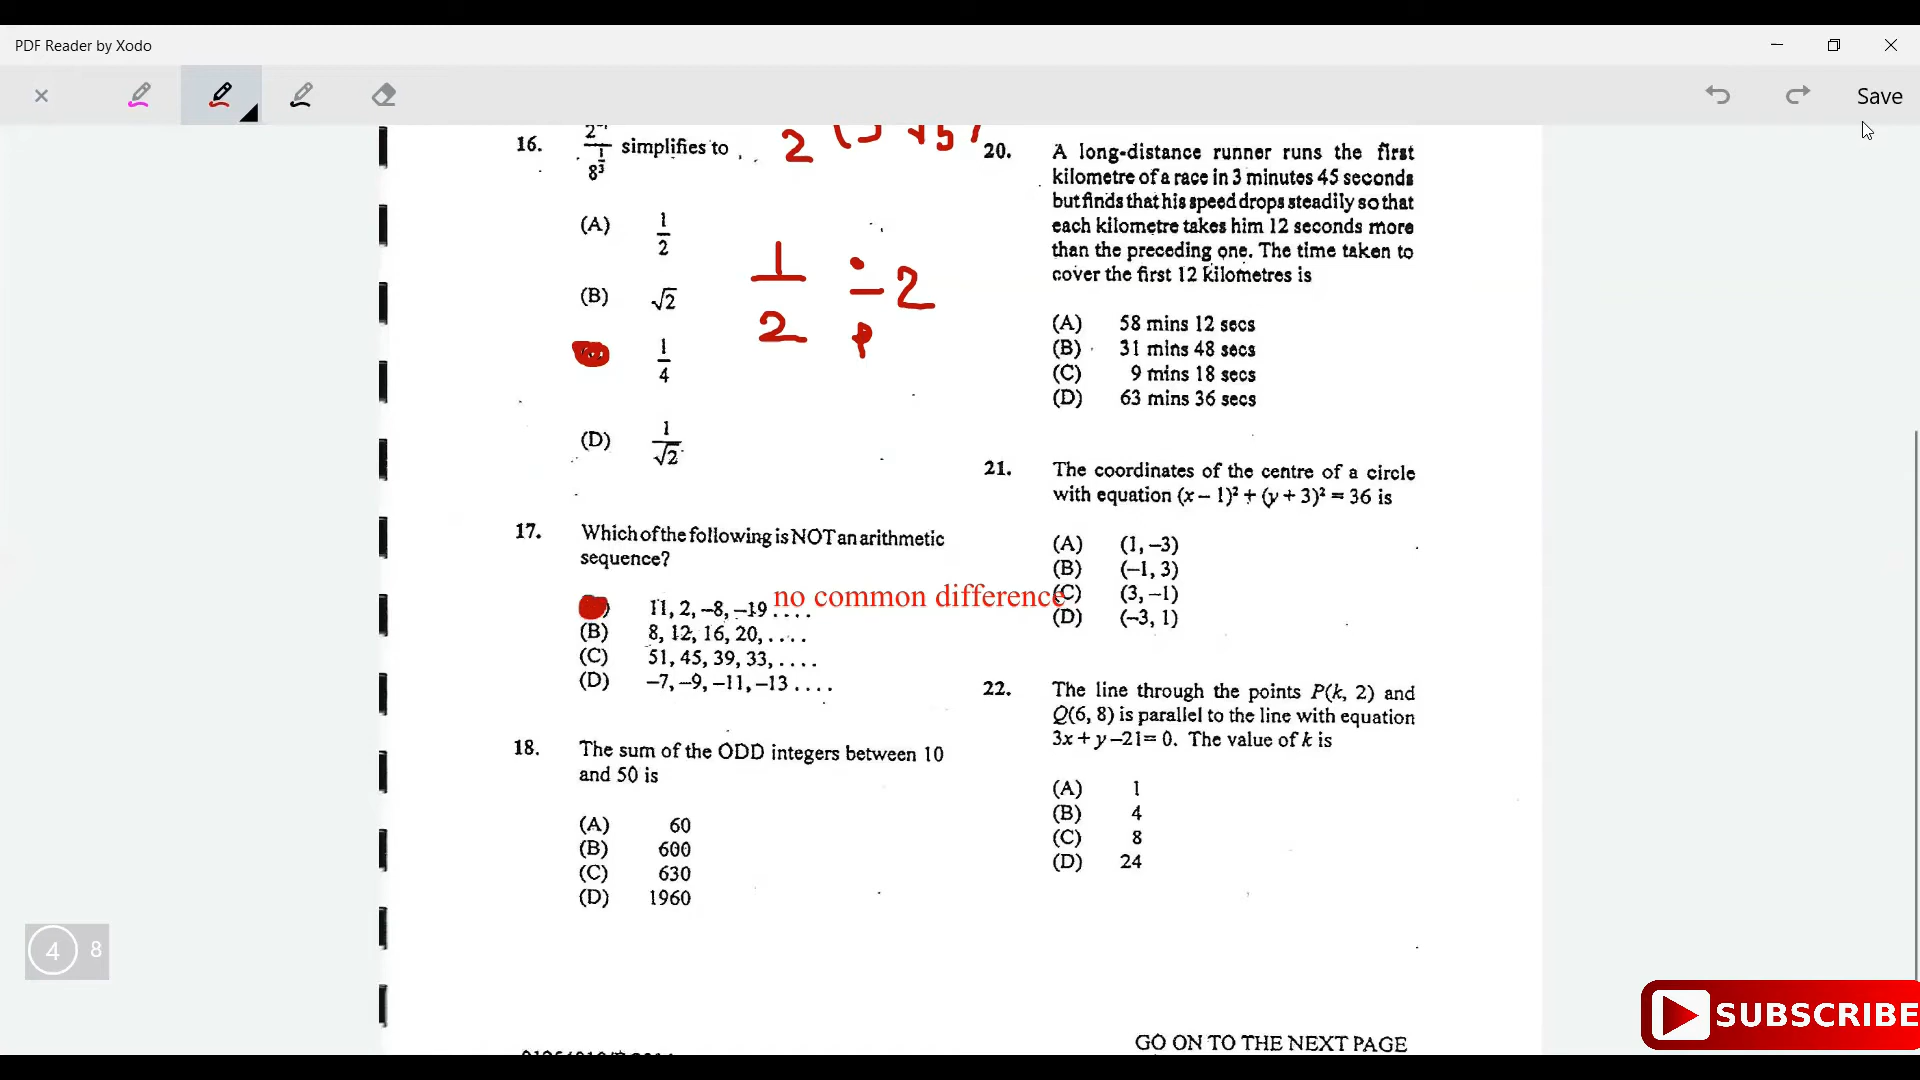 PDF Reader by Xodo
Save
16.
2⁻¹
8^(1/3)
simplifies to
2
(A) 1/2
(B) √2
1/4
(D) 1/√2
1/2 ÷ 2
17. Which of the following is NOT an arithmetic
sequence?
11, 2, –8, –19 . . . .
no common difference
(B) 8, 12, 16, 20, . . . .
(C) 51, 45, 39, 33, . . . .
(D) –7, –9, –11, –13 . . . .
18. The sum of the ODD integers between 10
and 50 is
(A) 60
(B) 600
(C) 630
(D) 1960
20. A long-distance runner runs the first
kilometre of a race in 3 minutes 45 seconds
but finds that his speed drops steadily so that
each kilometre takes him 12 seconds more
than the preceding one. The time taken to
cover the first 12 kilometres is
(A) 58 mins 12 secs
(B) 31 mins 48 secs
(C) 9 mins 18 secs
(D) 63 mins 36 secs
21. The coordinates of the centre of a circle
with equation (x – 1)² + (y + 3)² = 36 is
(A) (1, –3)
(B) (–1, 3)
(C) (3, –1)
(D) (–3, 1)
22. The line through the points P(k, 2) and
Q(6, 8) is parallel to the line with equation
3x + y –21= 0. The value of k is
(A) 1
(B) 4
(C) 8
(D) 24
GO ON TO THE NEXT PAGE
4 8
SUBSCRIBE